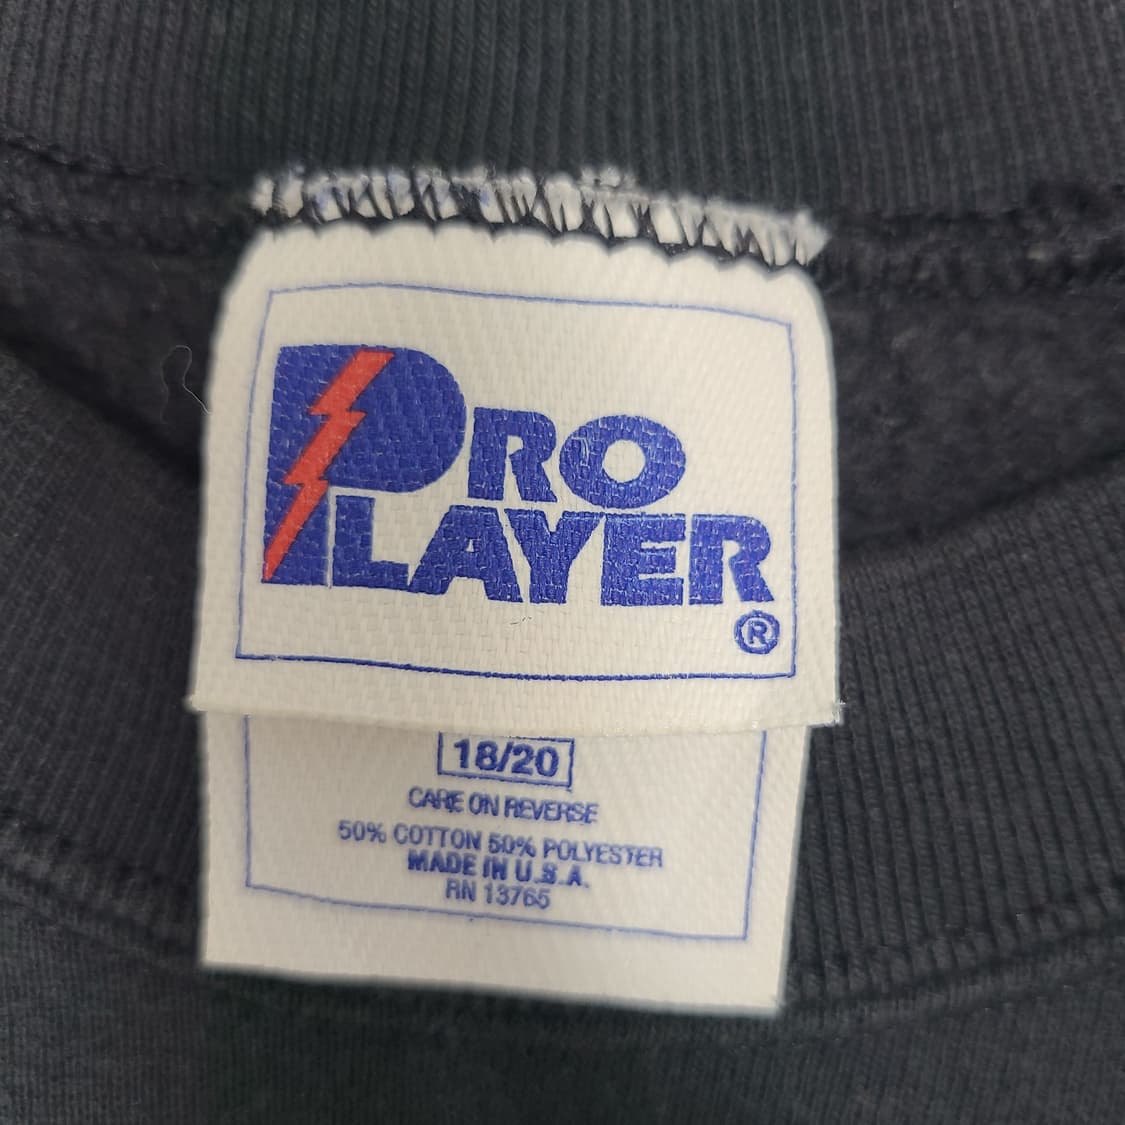 PRO
PLAYER
®
18/20
CARE ON REVERSE
50% COTTON 50% POLYESTER
MADE IN U.S.A.
RN 13765